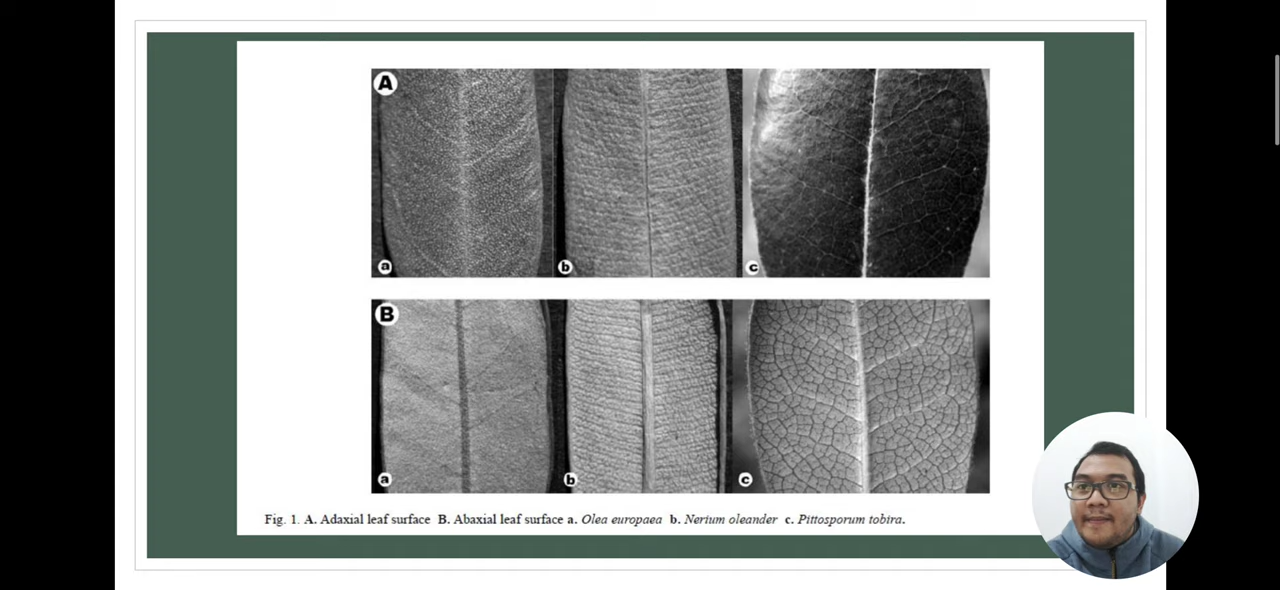 A
a b c
B
a b c
Fig. 1. A. Adaxial leaf surface B. Abaxial leaf surface a. Olea europaea b. Nerium oleander c. Pittosporum tobira.